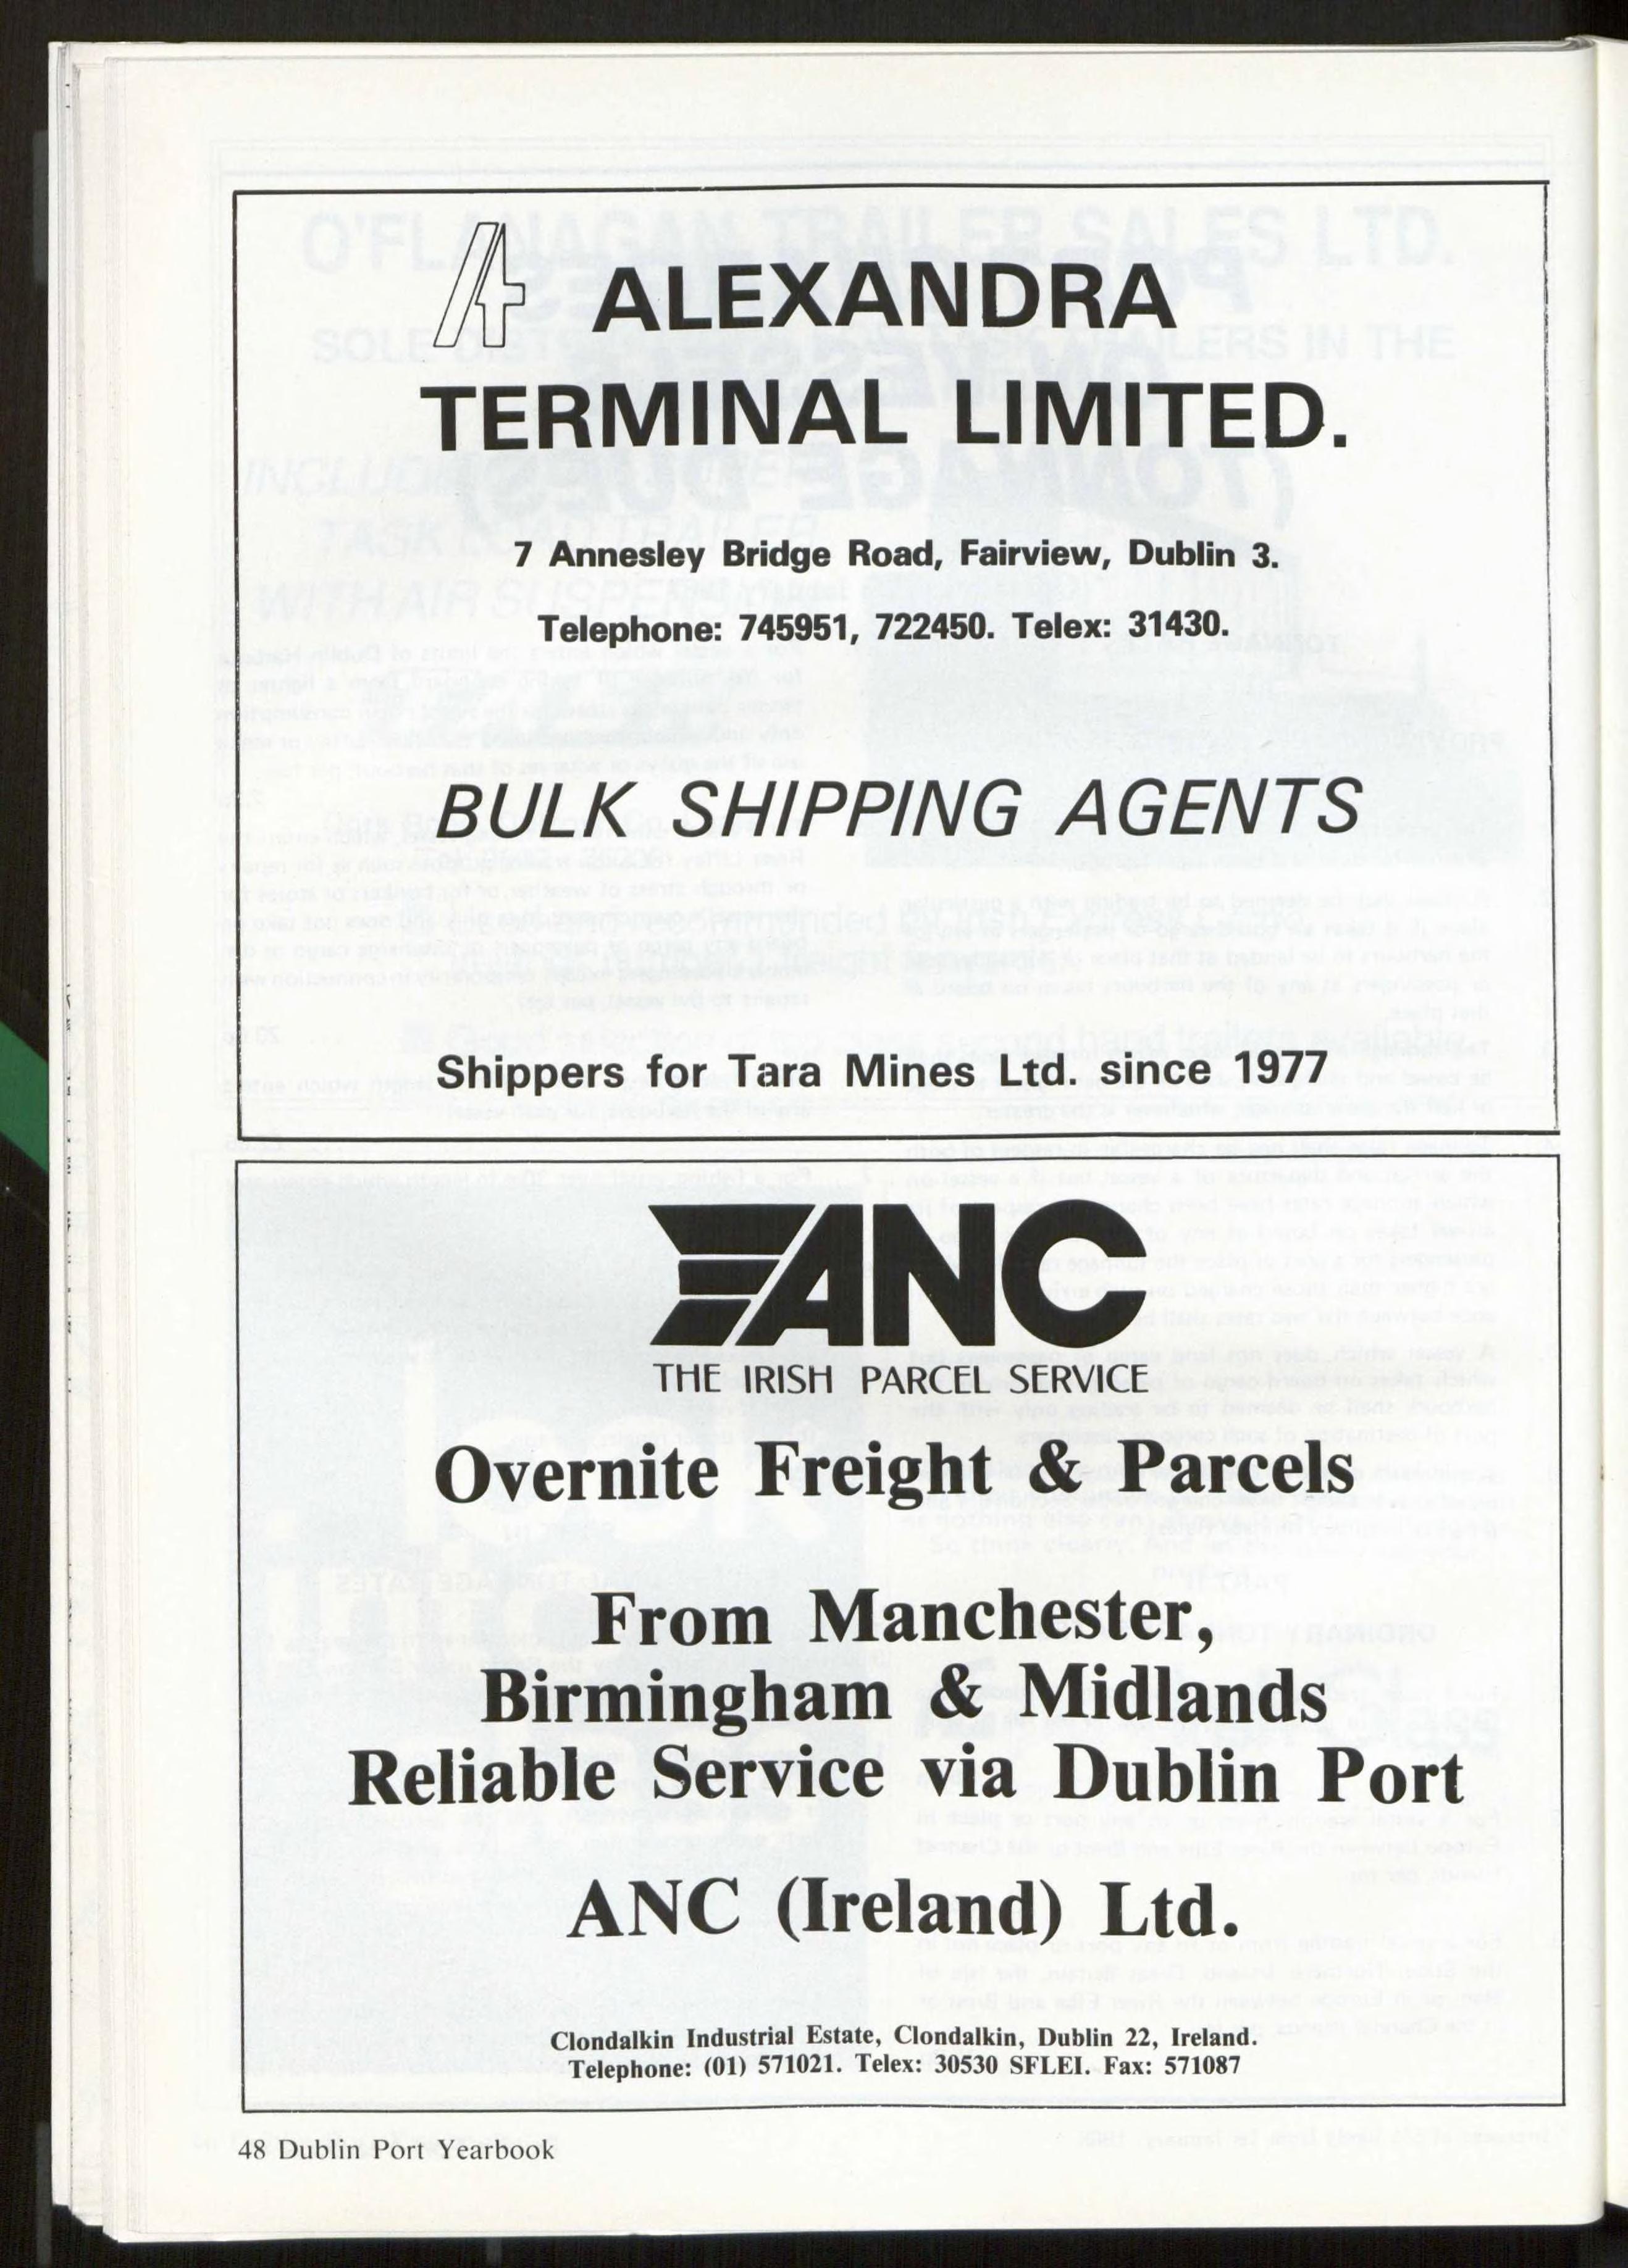 ALEXANDRA
TERMINAL LIMITED.
7 Annesley Bridge Road, Fairview, Dublin 3.
Telephone: 745951, 722450. Telex: 31430.
BULK SHIPPING AGENTS
Shippers for Tara Mines Ltd. since 1977
ANC
THE IRISH PARCEL SERVICE
Overnite Freight & Parcels
From Manchester,
Birmingham & Midlands
Reliable Service via Dublin Port
ANC (Ireland) Ltd.
Clondalkin Industrial Estate, Clondalkin, Dublin 22, Ireland.
Telephone: (01) 571021. Telex: 30530 SFLEI. Fax: 571087
48 Dublin Port Yearbook